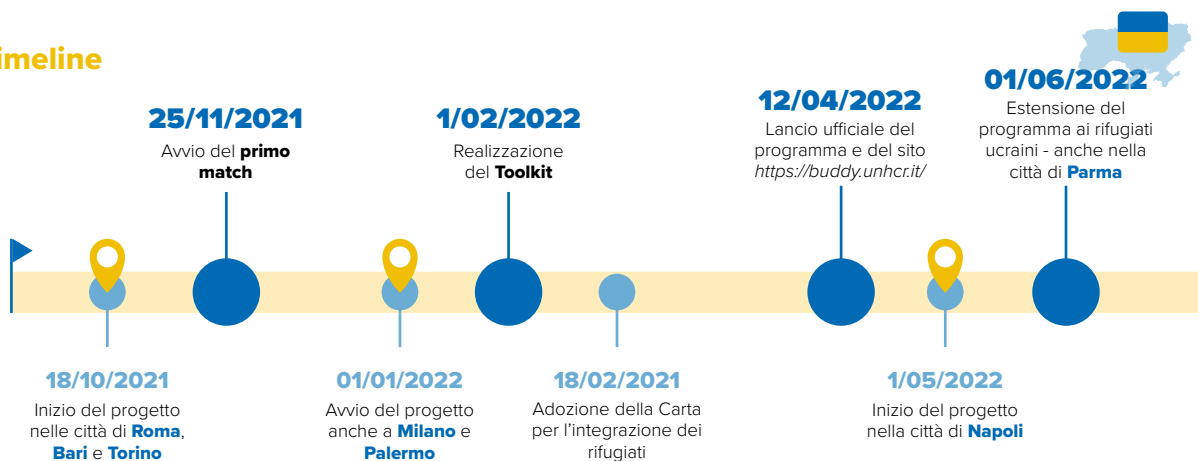 imeline
25/11/2021
Avvio del primo
match
1/02/2022
Realizzazione
del Toolkit
12/04/2022
Lancio ufficiale del
programma e del sito
https://buddy.unhcr.it/
01/06/2022
Estensione del
programma ai rifugiati
ucraini - anche nella
città di Parma
18/10/2021
Inizio del progetto
nelle città di Roma,
Bari e Torino
01/01/2022
Avvio del progetto
anche a Milano e
Palermo
18/02/2021
Adozione della Carta
per l'integrazione dei
rifugiati
1/05/2022
Inizio del progetto
nella città di Napoli